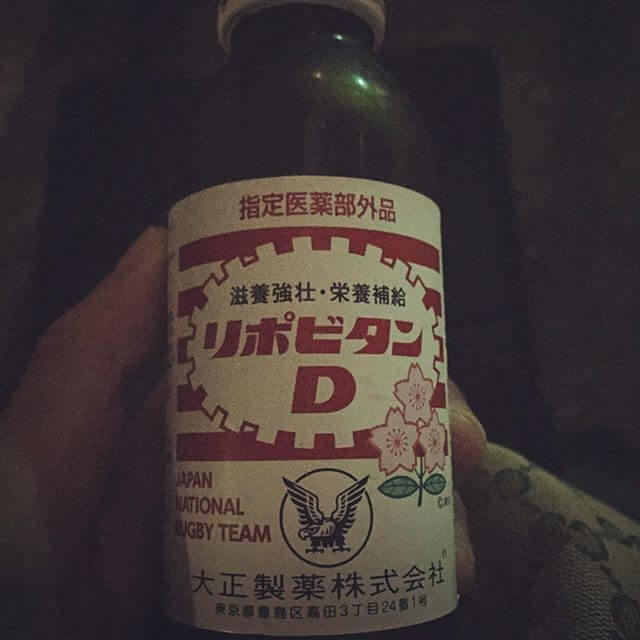 指定医薬部外品
滋養強壮・栄養補給
リポビタン
D
JAPAN
NATIONAL
RUGBY TEAM
大正製薬株式会社
東京都豊島区高田3丁目24番1号